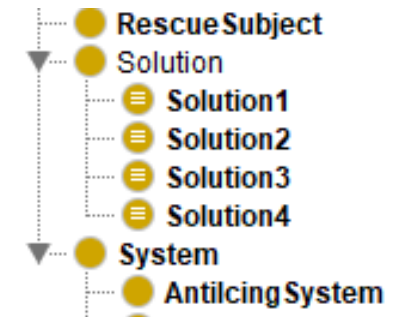 RescueSubject
Solution
Solution1
Solution2
Solution3
Solution4
System
AntiIcingSystem